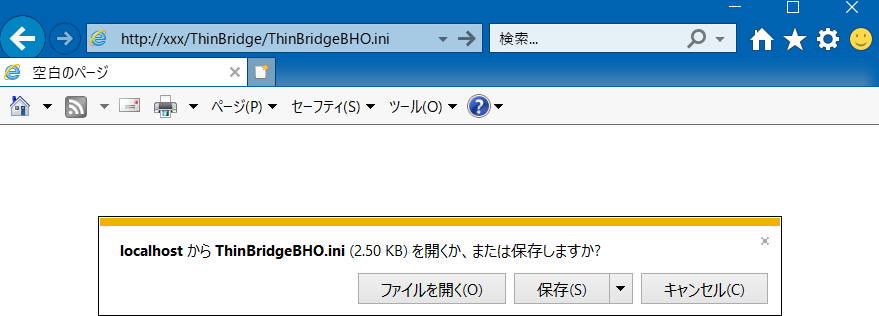 http://xxx/ThinBridge/ThinBridgeBHO.ini
検索...
空白のページ
ページ(P) セーフティ(S) ツール(O)
localhost から ThinBridgeBHO.ini (2.50 KB) を開くか、または保存しますか?
ファイルを開く(O) 保存(S) キャンセル(C)